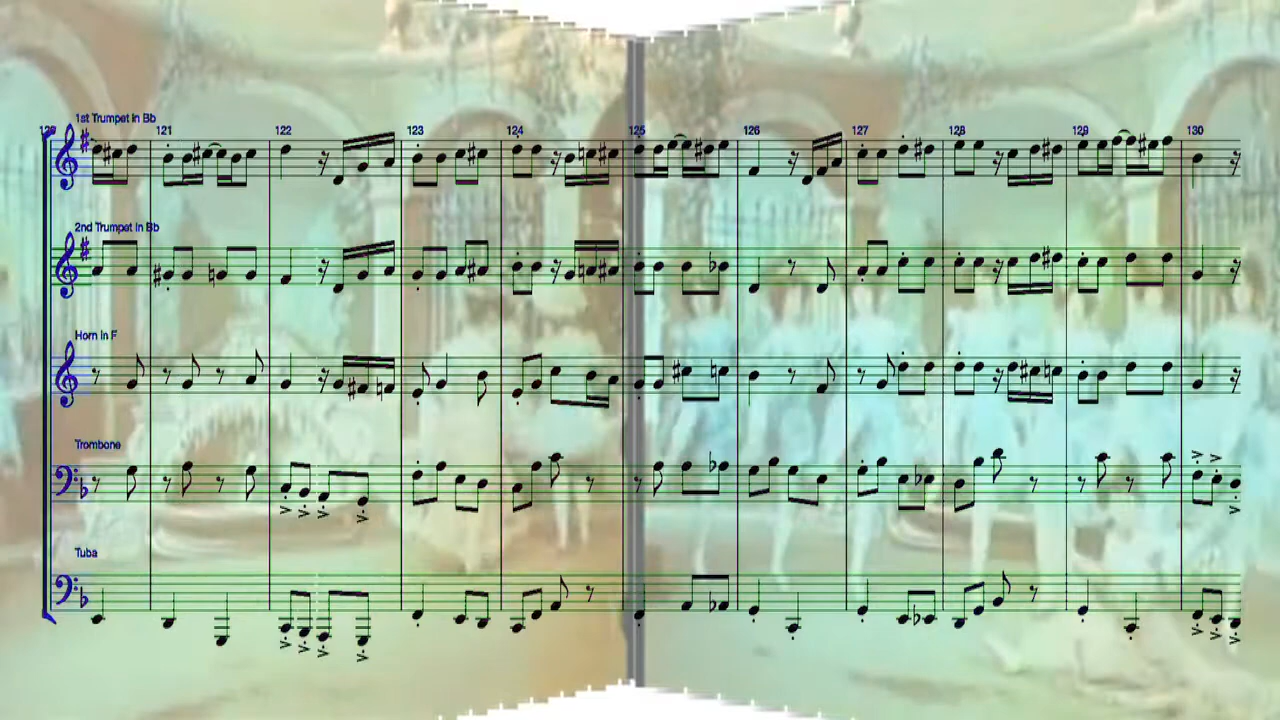 1st Trumpet in Bb
120 121 122 123 124 125 126 127 128 129 130
2nd Trumpet in Bb
Horn in F
Trombone
Tuba